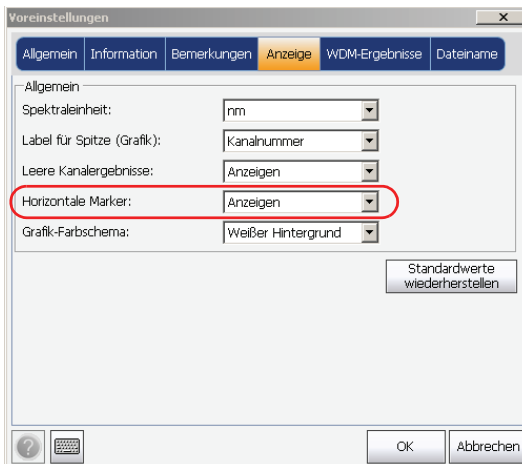 Voreinstellungen
Allgemein Information Bemerkungen Anzeige WDM-Ergebnisse Dateiname
Allgemein
Spektraleinheit: nm
Label für Spitze (Grafik): Kanalnummer
Leere Kanalergebnisse: Anzeigen
Horizontale Marker: Anzeigen
Grafik-Farbschema: Weißer Hintergrund
Standardwerte
wiederherstellen
OK Abbrechen